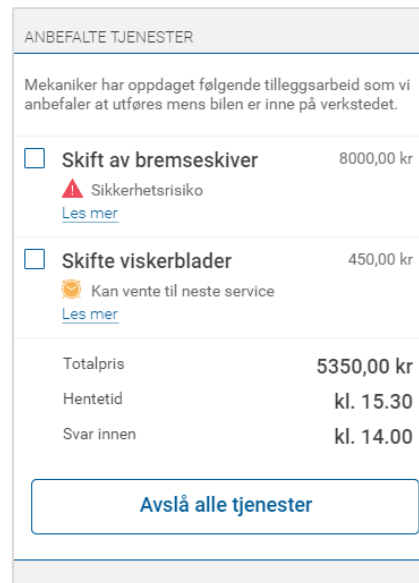 ANBEFALTE TJENESTER
Mekaniker har oppdaget følgende tilleggsarbeid som vi
anbefaler at utføres mens bilen er inne på verkstedet.
Skift av bremseskiver 8000,00 kr
Sikkerhetsrisiko
Les mer
Skifte viskerblader 450,00 kr
Kan vente til neste service
Les mer
Totalpris 5350,00 kr
Hentetid kl. 15.30
Svar innen kl. 14.00
Avslå alle tjenester